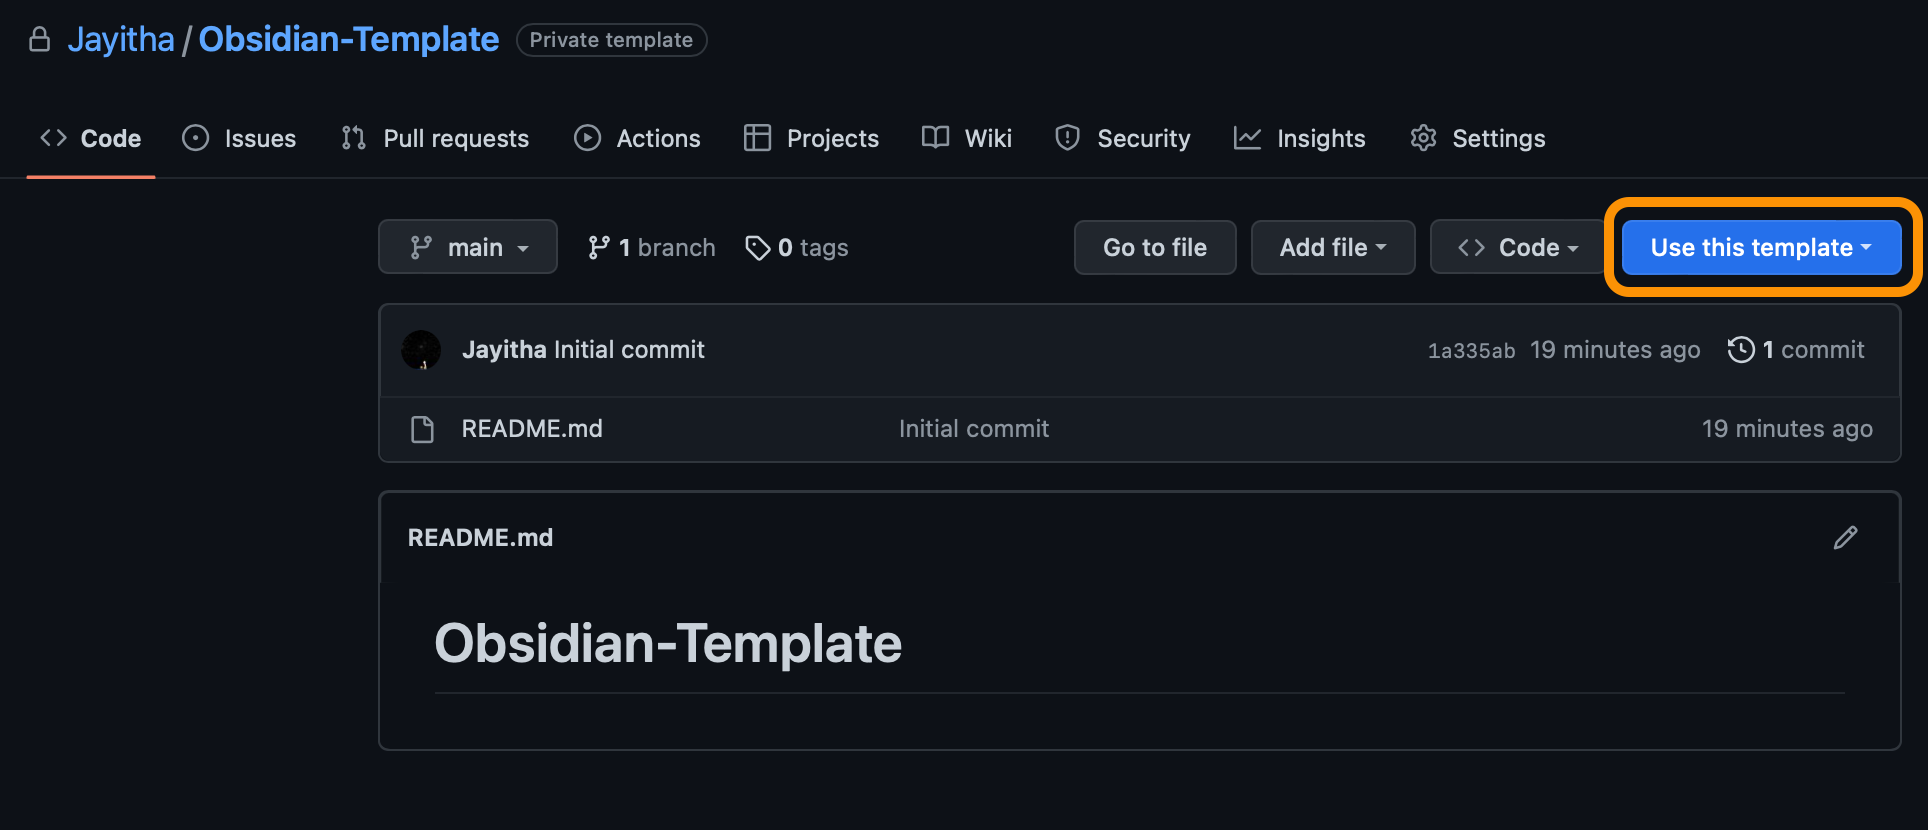 Jayitha / Obsidian-Template Private template
Code Issues Pull requests Actions Projects Wiki Security Insights Settings
main 1 branch 0 tags Go to file Add file Code Use this template
Jayitha Initial commit 1a335ab 19 minutes ago 1 commit
README.md Initial commit 19 minutes ago
README.md
Obsidian-Template